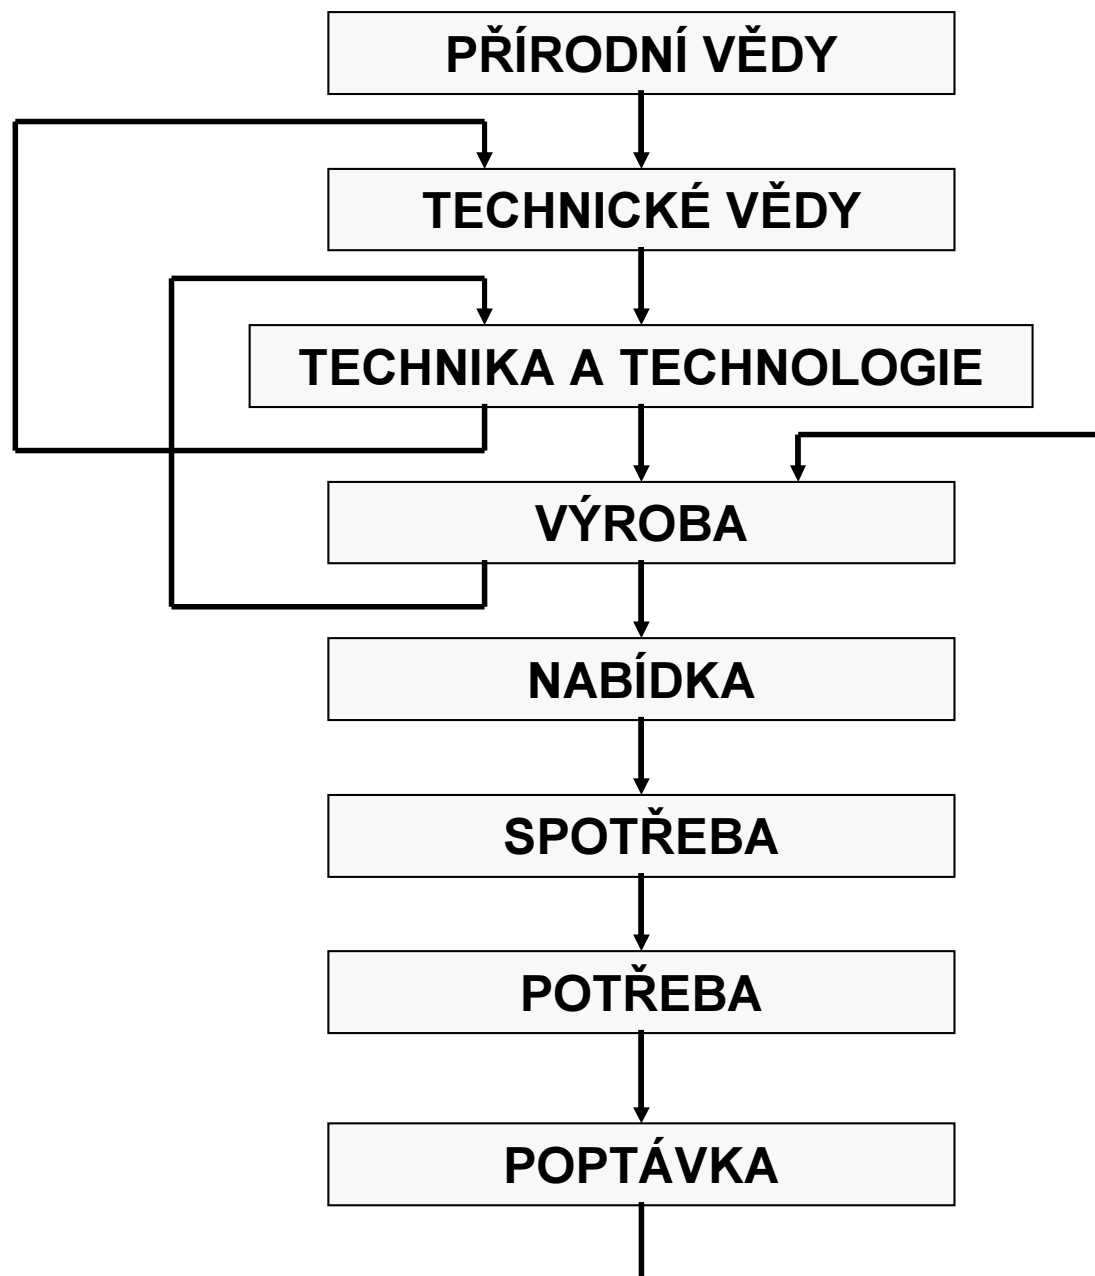 PŘÍRODNÍ VĚDY
TECHNICKÉ VĚDY
TECHNIKA A TECHNOLOGIE
VÝROBA
NABÍDKA
SPOTŘEBA
POTŘEBA
POPTÁVKA